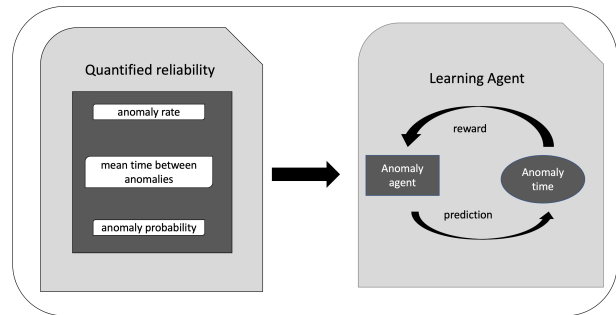 Quantified reliability
anomaly rate
mean time between
anomalies
anomaly probability
Learning Agent
reward
Anomaly
agent
Anomaly
time
prediction